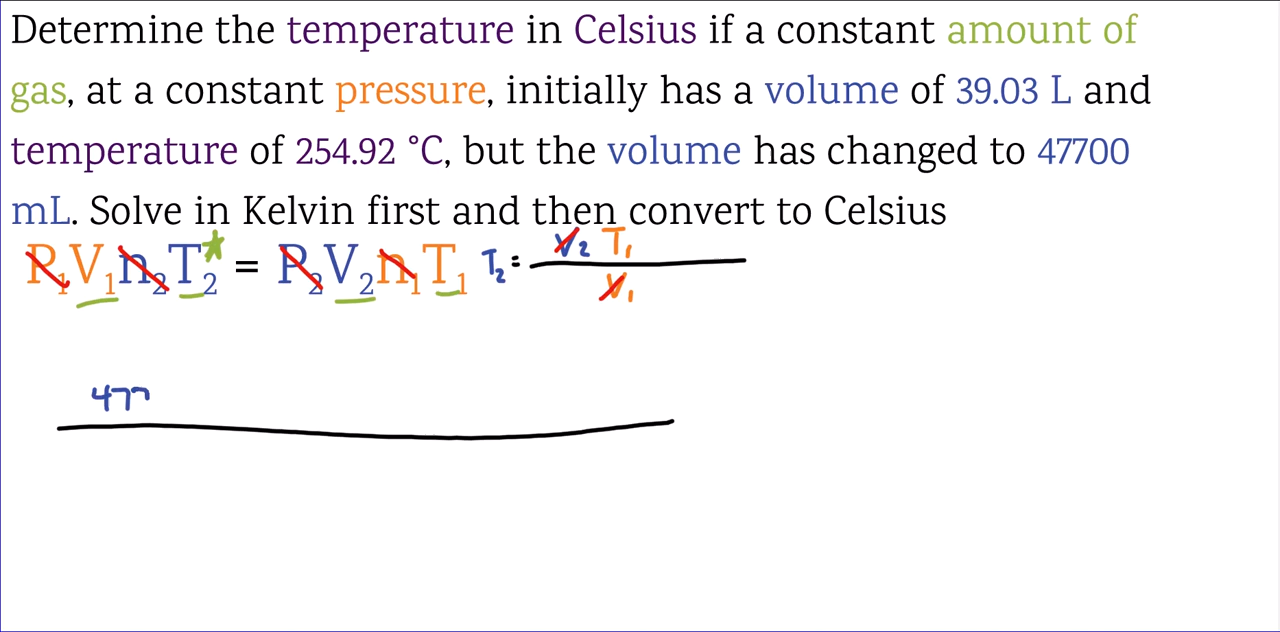 Determine the temperature in Celsius if a constant amount of
gas, at a constant pressure, initially has a volume of 39.03 L and
temperature of 254.92 °C, but the volume has changed to 47700
mL. Solve in Kelvin first and then convert to Celsius
P₁V₁n₂T₂* = P₂V₂n₁T₁ T₂ = V₂ T₁ / V₁
477